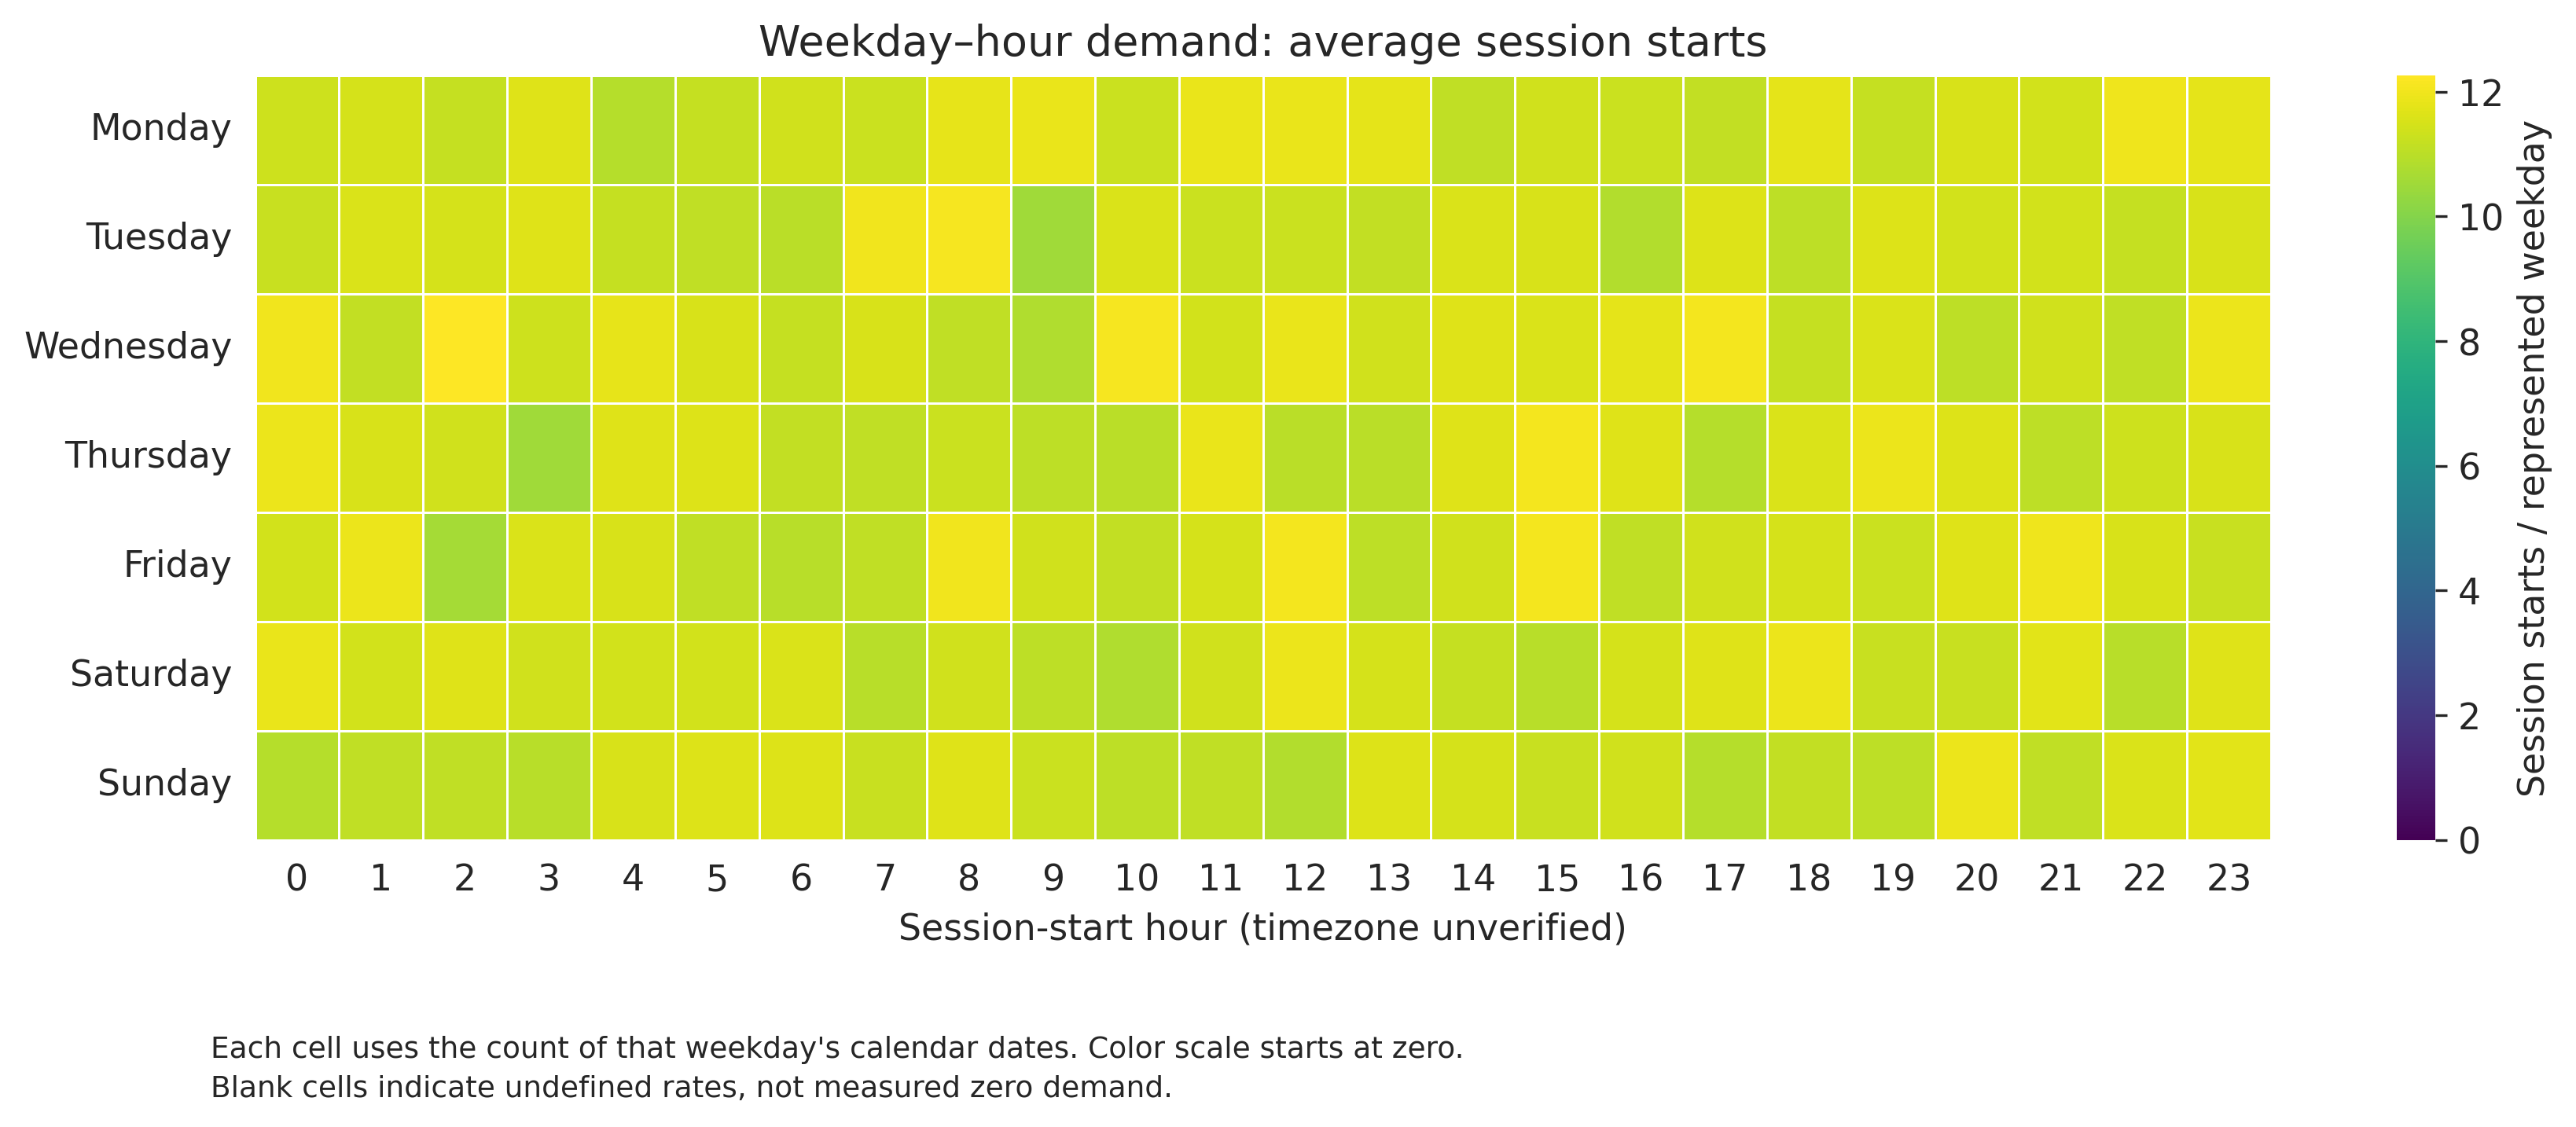 Weekday–hour demand: average session starts
Monday
Tuesday
Wednesday
Thursday
Friday
Saturday
Sunday
0 1 2 3 4 5 6 7 8 9 10 11 12 13 14 15 16 17 18 19 20 21 22 23
Session-start hour (timezone unverified)
12
10
8
6
4
2
0
Session starts / represented weekday
Each cell uses the count of that weekday's calendar dates. Color scale starts at zero.
Blank cells indicate undefined rates, not measured zero demand.